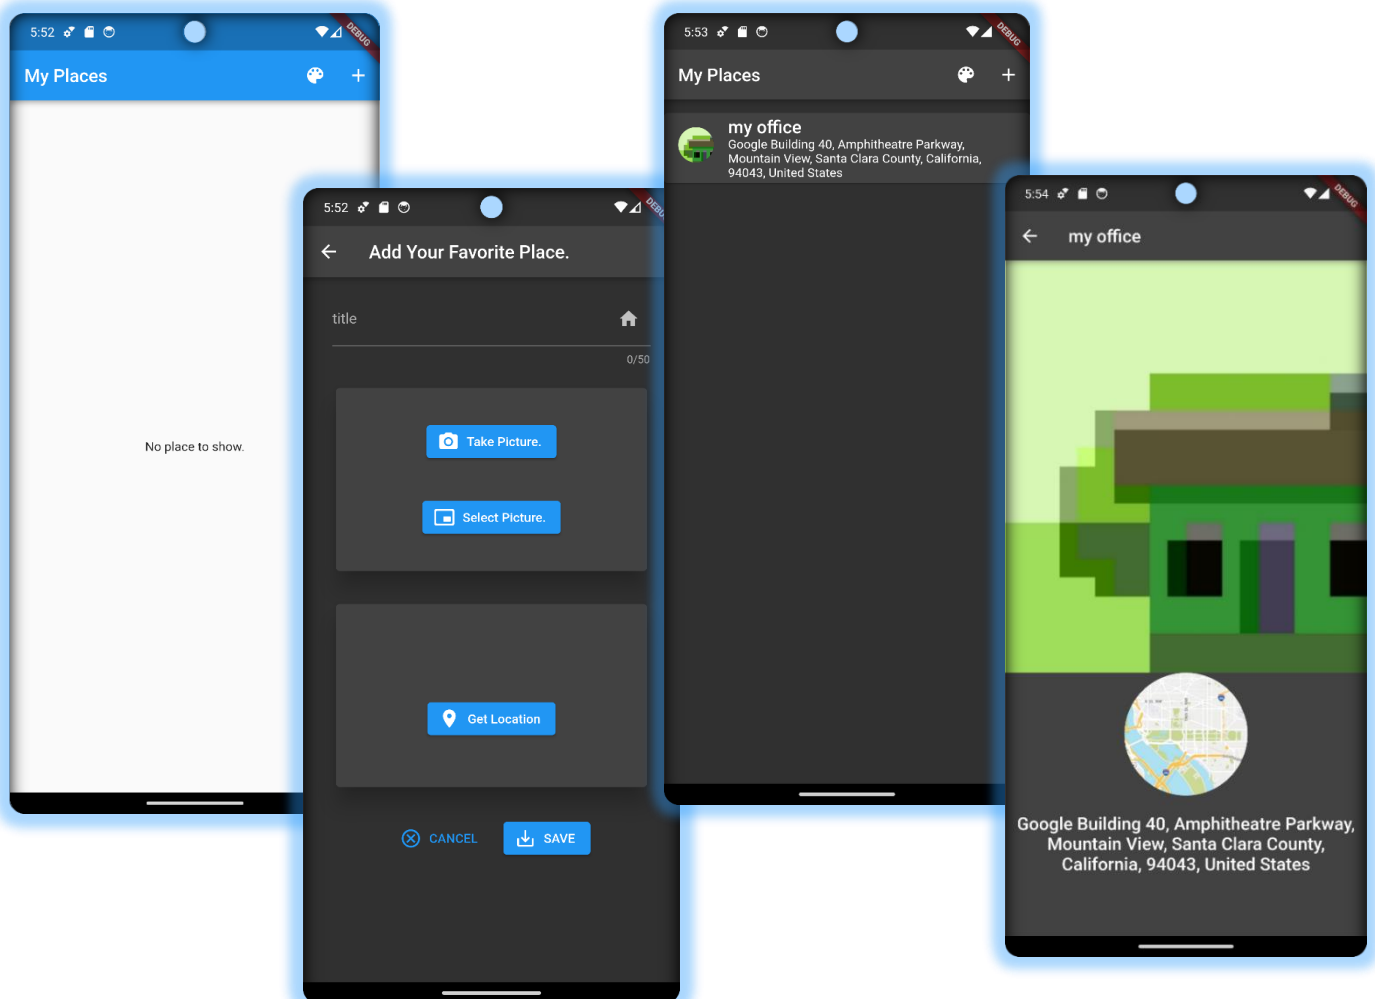 5:52
DEBUG
My Places
No place to show.
5:52
Add Your Favorite Place.
title
0/50
Take Picture.
Select Picture.
Get Location
CANCEL
SAVE
5:53
DEBUG
My Places
my office
Google Building 40, Amphitheatre Parkway,
Mountain View, Santa Clara County, California,
94043, United States
5:54
DEBUG
my office
Google Building 40, Amphitheatre Parkway,
Mountain View, Santa Clara County,
California, 94043, United States